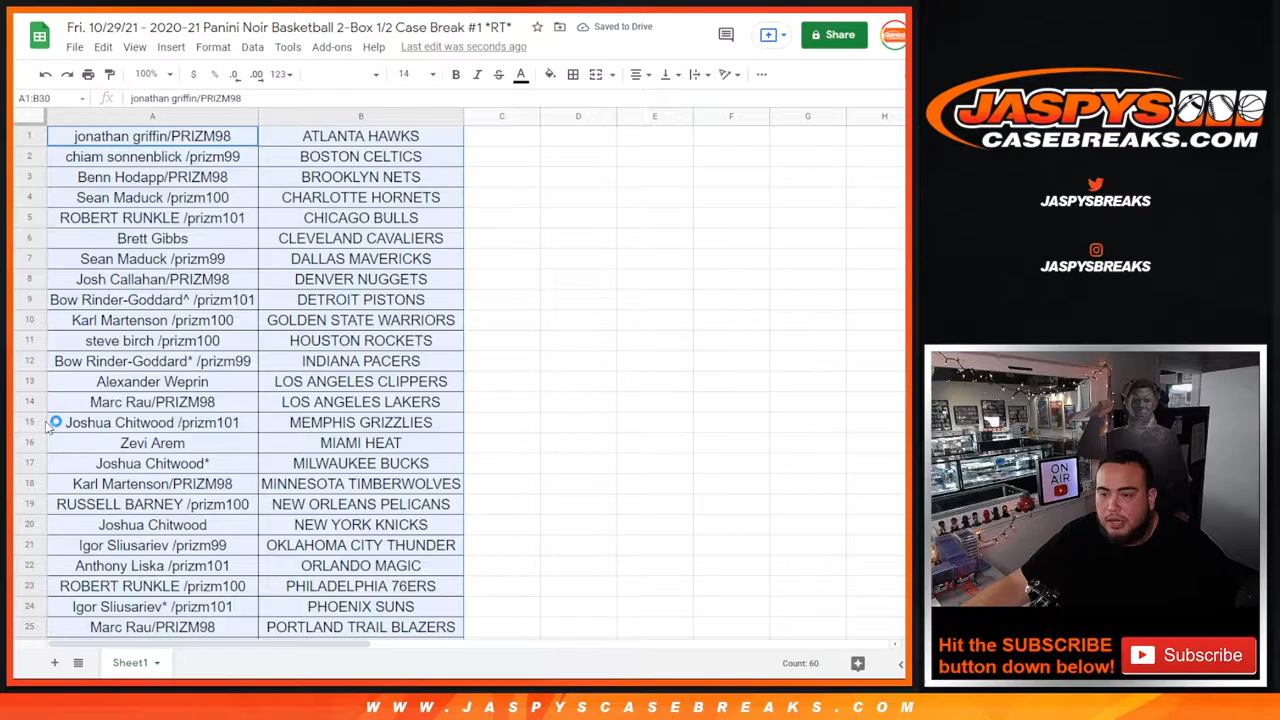 Fri. 10/29/21 - 2020-21 Panini Noir Basketball 2-Box 1/2 Case Break #1 *RT*
Saved to Drive
Share
File Edit View Insert Format Data Tools Add-ons Help Last edit was seconds ago
100% $ % .0 .00 123 14 B I S A
A1:B30 fx jonathan griffin/PRIZM98
A B C D E F G H
1 jonathan griffin/PRIZM98 ATLANTA HAWKS
2 chiam sonnenblick /prizm99 BOSTON CELTICS
3 Benn Hodapp/PRIZM98 BROOKLYN NETS
4 Sean Maduck /prizm100 CHARLOTTE HORNETS
5 ROBERT RUNKLE /prizm101 CHICAGO BULLS
6 Brett Gibbs CLEVELAND CAVALIERS
7 Sean Maduck /prizm99 DALLAS MAVERICKS
8 Josh Callahan/PRIZM98 DENVER NUGGETS
9 Bow Rinder-Goddard^ /prizm101 DETROIT PISTONS
10 Karl Martenson /prizm100 GOLDEN STATE WARRIORS
11 steve birch /prizm100 HOUSTON ROCKETS
12 Bow Rinder-Goddard* /prizm99 INDIANA PACERS
13 Alexander Weprin LOS ANGELES CLIPPERS
14 Marc Rau/PRIZM98 LOS ANGELES LAKERS
15 Joshua Chitwood /prizm101 MEMPHIS GRIZZLIES
16 Zevi Arem MIAMI HEAT
17 Joshua Chitwood* MILWAUKEE BUCKS
18 Karl Martenson/PRIZM98 MINNESOTA TIMBERWOLVES
19 RUSSELL BARNEY /prizm100 NEW ORLEANS PELICANS
20 Joshua Chitwood NEW YORK KNICKS
21 Igor Sliusariev /prizm99 OKLAHOMA CITY THUNDER
22 Anthony Liska /prizm101 ORLANDO MAGIC
23 ROBERT RUNKLE /prizm100 PHILADELPHIA 76ERS
24 Igor Sliusariev* /prizm101 PHOENIX SUNS
25 Marc Rau/PRIZM98 PORTLAND TRAIL BLAZERS
Sheet1
Count: 60
JASPYS
CASEBREAKS.COM
JASPYSBREAKS
JASPYSBREAKS
ON
AIR
Hit the SUBSCRIBE
button down below!
Subscribe
WWW.JASPYSCASEBREAKS.COM